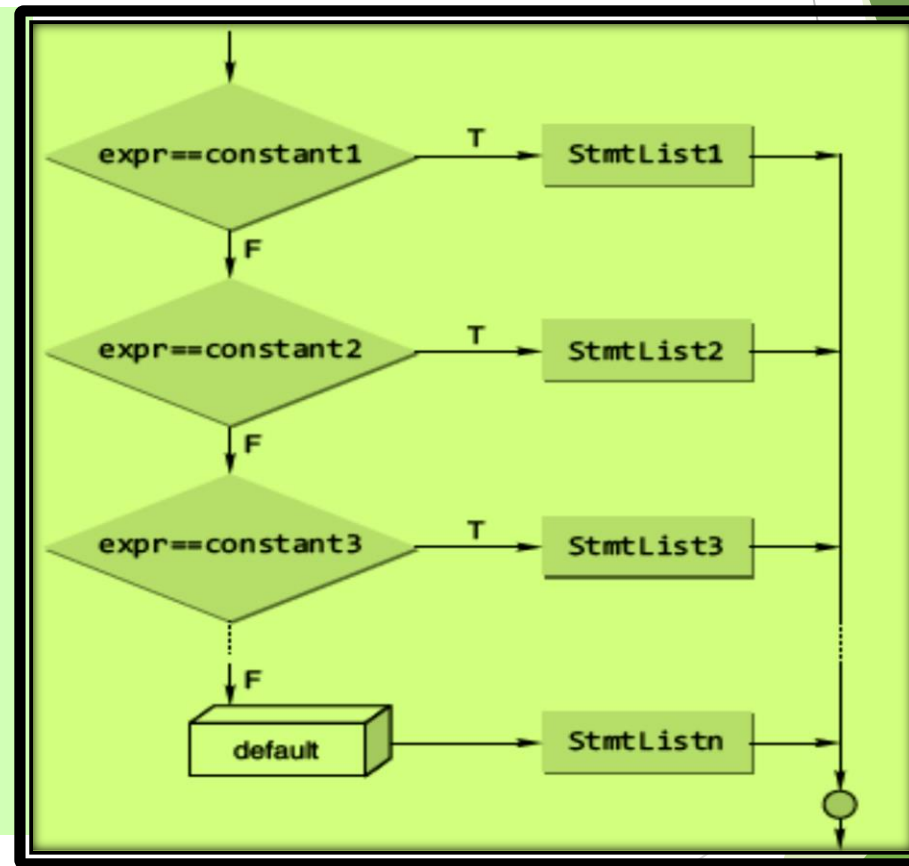 expr==constant1
T
StmtList1
F
expr==constant2
T
StmtList2
F
expr==constant3
T
StmtList3
F
default
StmtListn